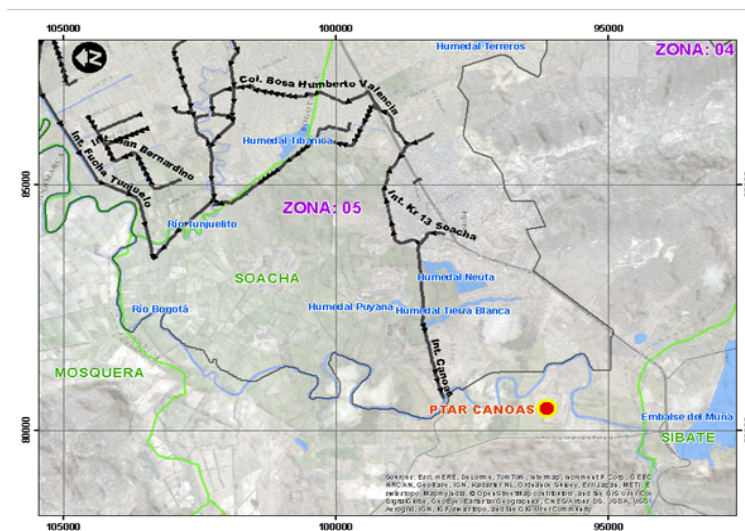 105000
100000
95000
Humedal Terreros
ZONA: 04
N
Col. Bosa Humberto Valencia
BOGOTÁ
Int. San Bernardino
Humedal Tibanica
Int. Fucha Tunjuelo
85000
ZONA: 05
Int. Kr 13 Soacha
Río Tunjuelito
SOACHA
Humedal Neuta
Río Bogotá
Humedal Puyana
Humedal Tierra Blanca
Int. Canoas
MOSQUERA
PTAR CANOAS
Embalse del Muña
80000
SIBATE
105000
100000
95000